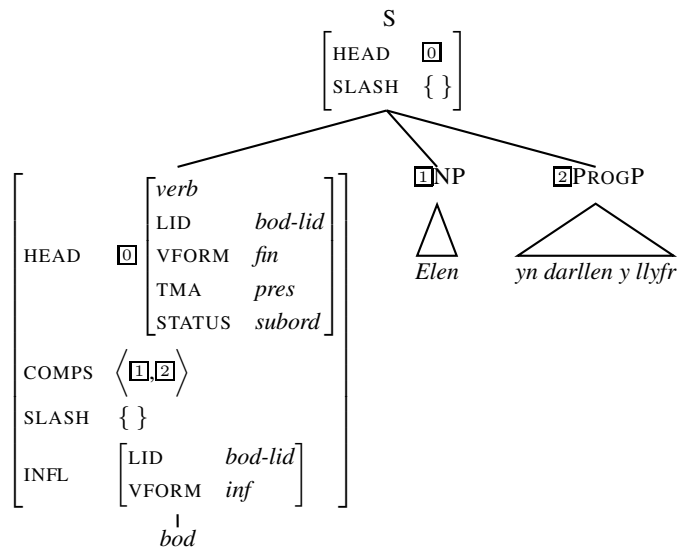 S
HEAD 0
SLASH { }
HEAD 0 verb
LID bod-lid
VFORM fin
TMA pres
STATUS subord
COMPS ⟨1,2⟩
SLASH { }
INFL LID bod-lid
VFORM inf
bod
1NP
Elen
2PROGP
yn darllen y llyfr